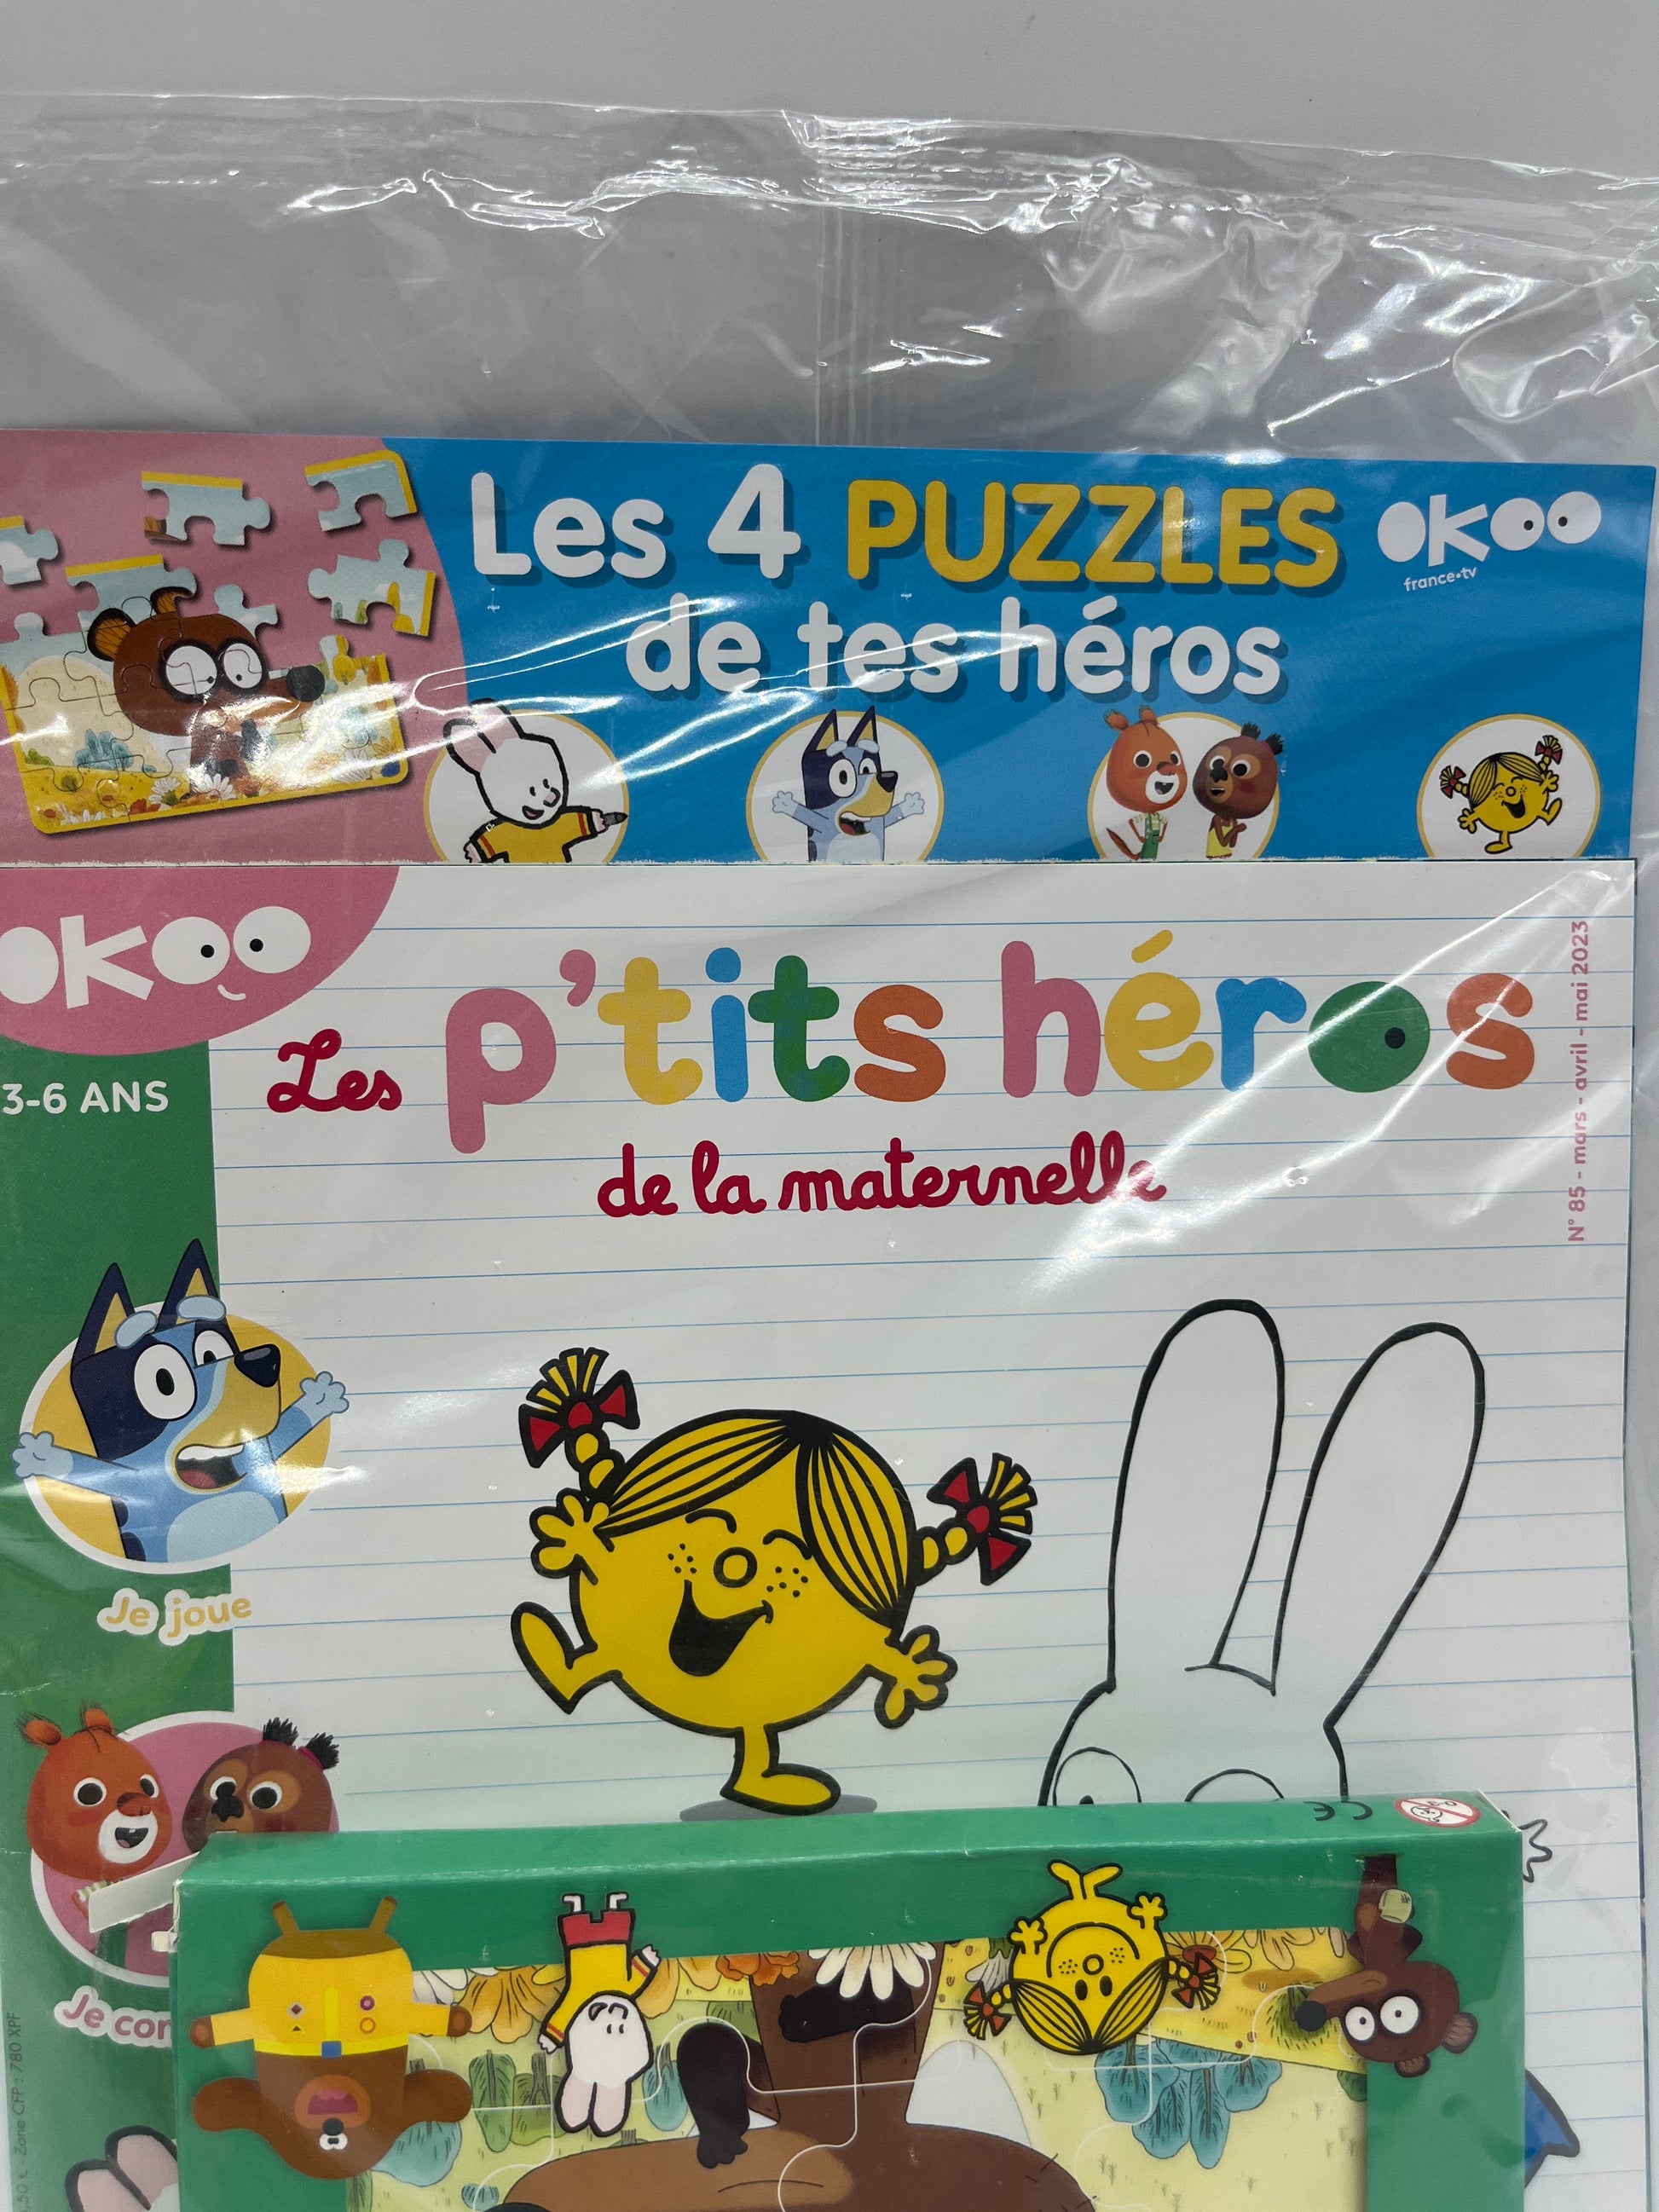 Les 4 PUZZLES
de tes héros
OKOO
france•tv
OKOO
3-6 ANS
Les p'tits héros
de la maternelle
N° 85 - mars - avril - mai 2023
Je joue
CE
Zone CFP : 780 XPF